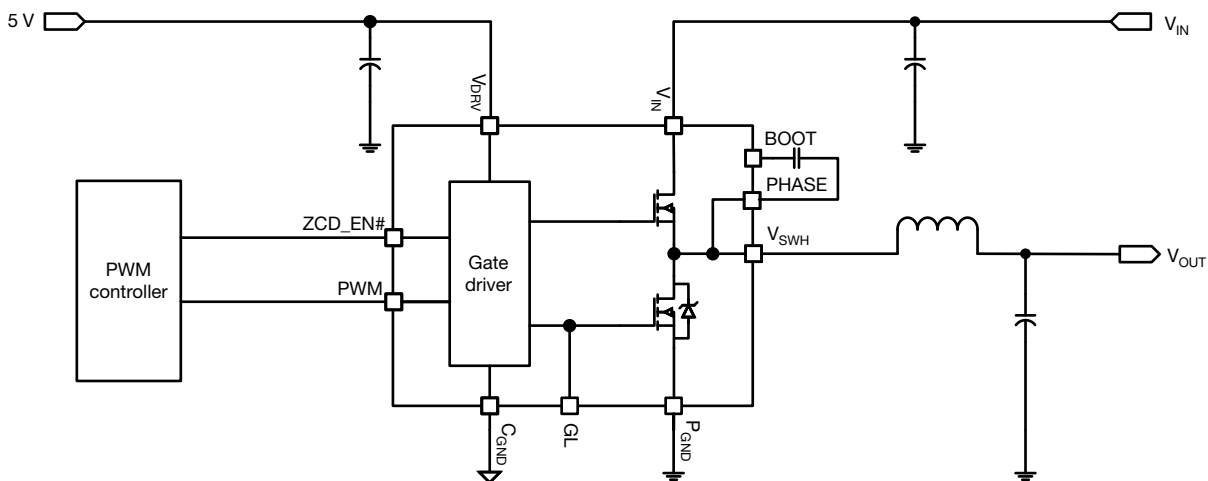 5 V
V_IN
V_DRV
V_IN
BOOT
PHASE
ZCD_EN#
V_SWH
Gate
driver
PWM
controller
PWM
V_OUT
C_GND
GL
P_GND